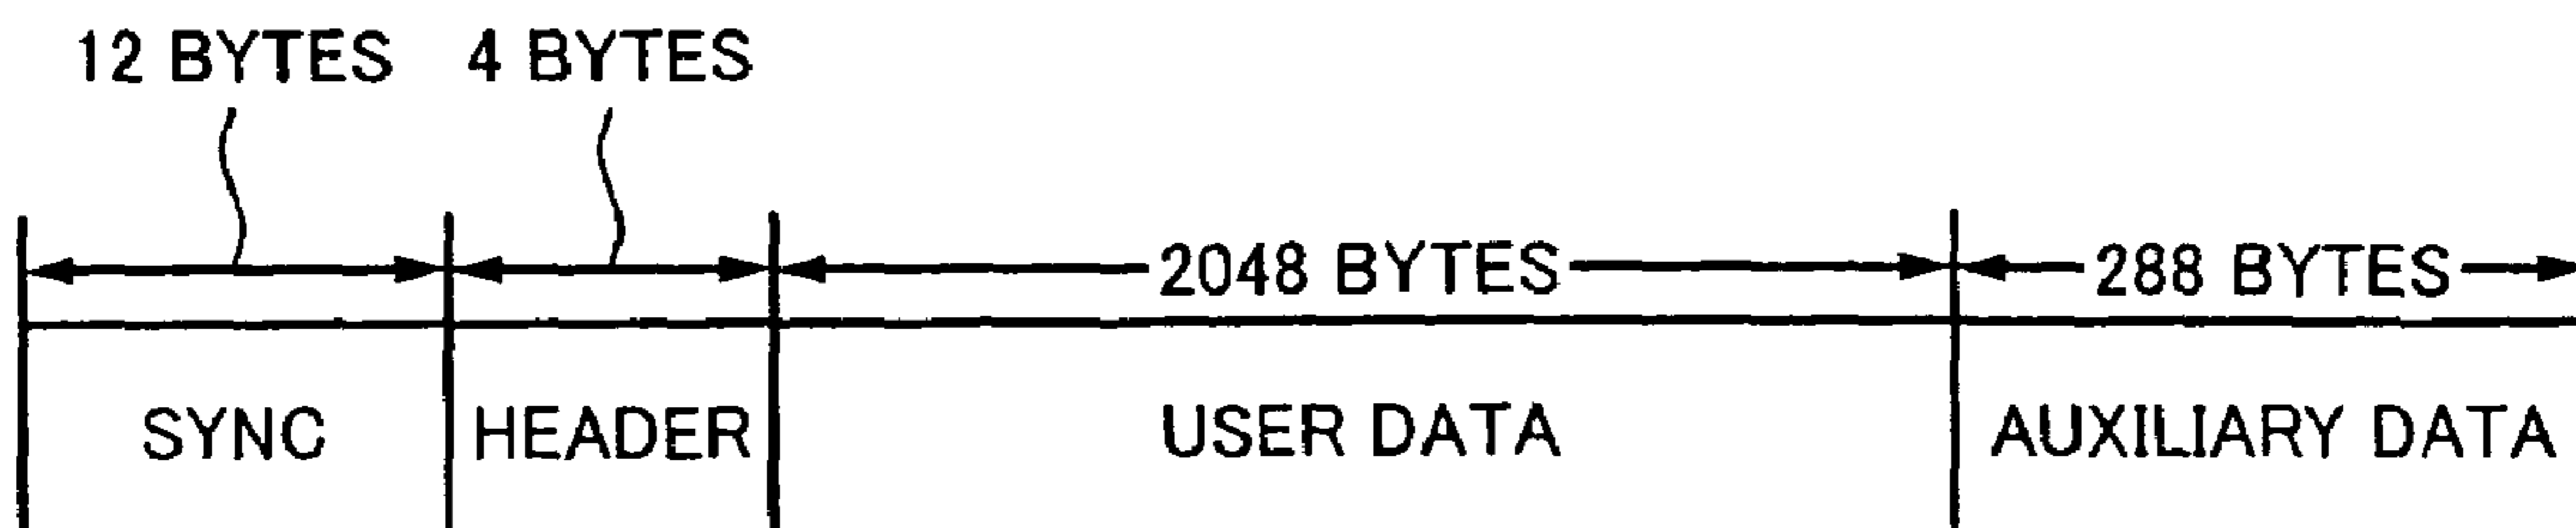 12 BYTES 4 BYTES
2048 BYTES 288 BYTES
SYNC HEADER USER DATA AUXILIARY DATA